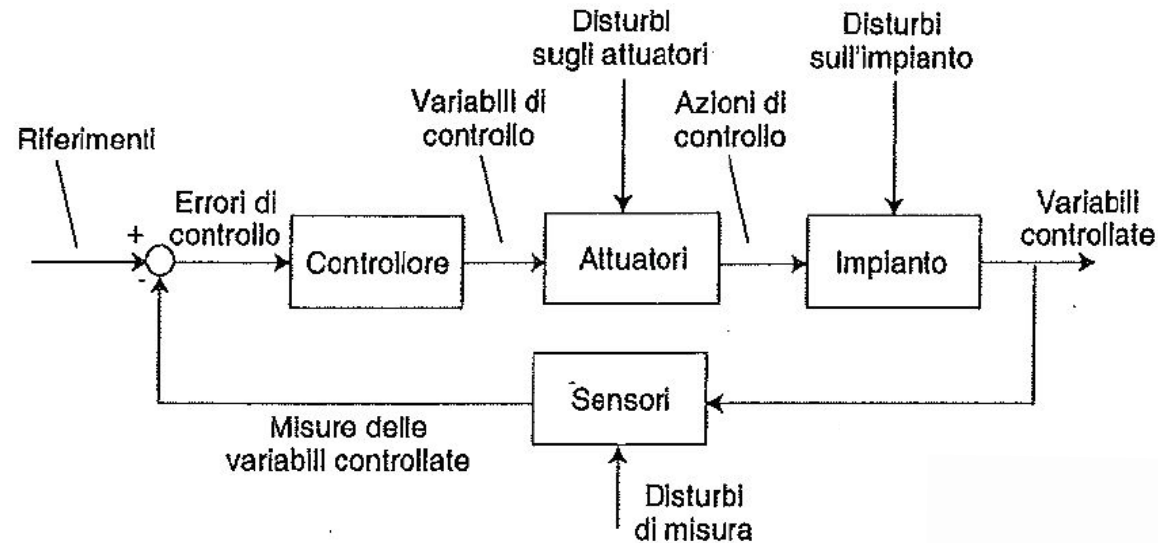 Disturbi
sugli attuatori
Disturbi
sull'impianto
Variabili di
controllo
Azioni di
controllo
Riferimenti
Errori di
controllo
Variabili
controllate
+
-
Controllore
Attuatori
Impianto
Sensori
Misure delle
variabili controllate
Disturbi
di misura